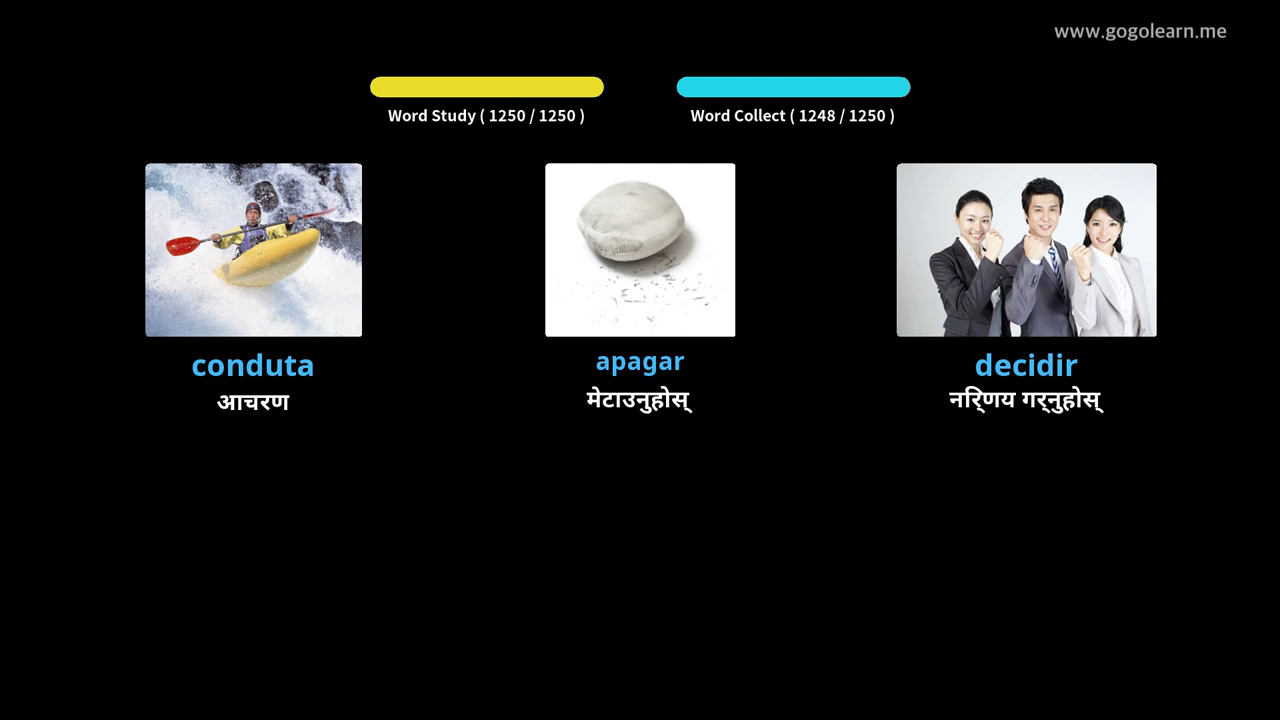 www.gogolearn.me
Word Study ( 1250 / 1250 )
Word Collect ( 1248 / 1250 )
conduta
आचरण
apagar
मेटाउनुहोस्
decidir
निर्णय गर्नुहोस्